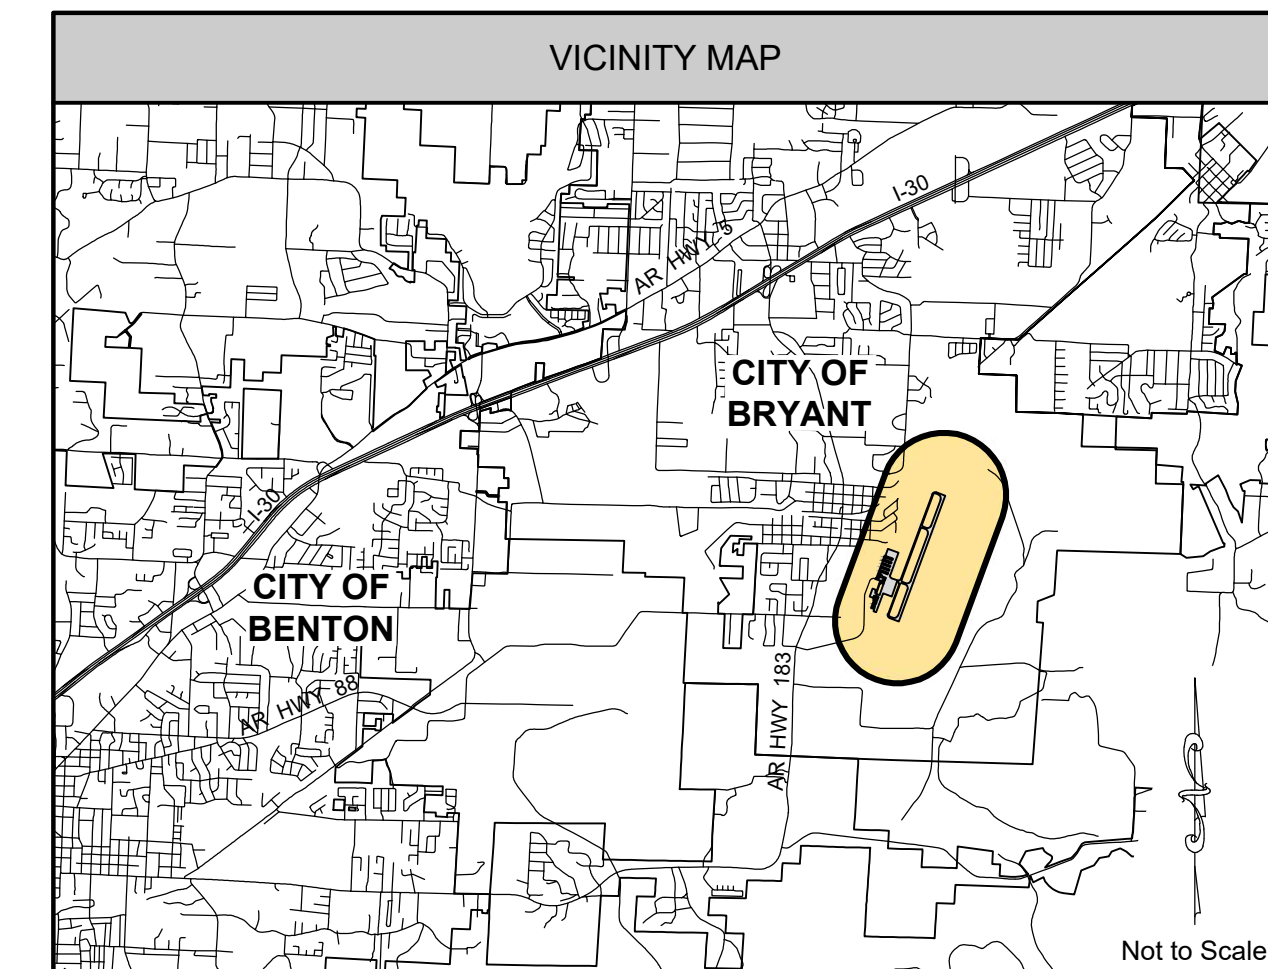 VICINITY MAP
I-30
AR HWY 5
CITY OF
BRYANT
I-30
CITY OF
BENTON
AR HWY 183
AR HWY 88
Not to Scale